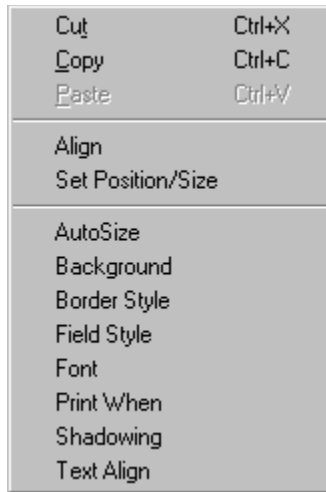 Cut Ctrl+X
Copy Ctrl+C
Paste Ctrl+V
Align
Set Position/Size
AutoSize
Background
Border Style
Field Style
Font
Print When
Shadowing
Text Align